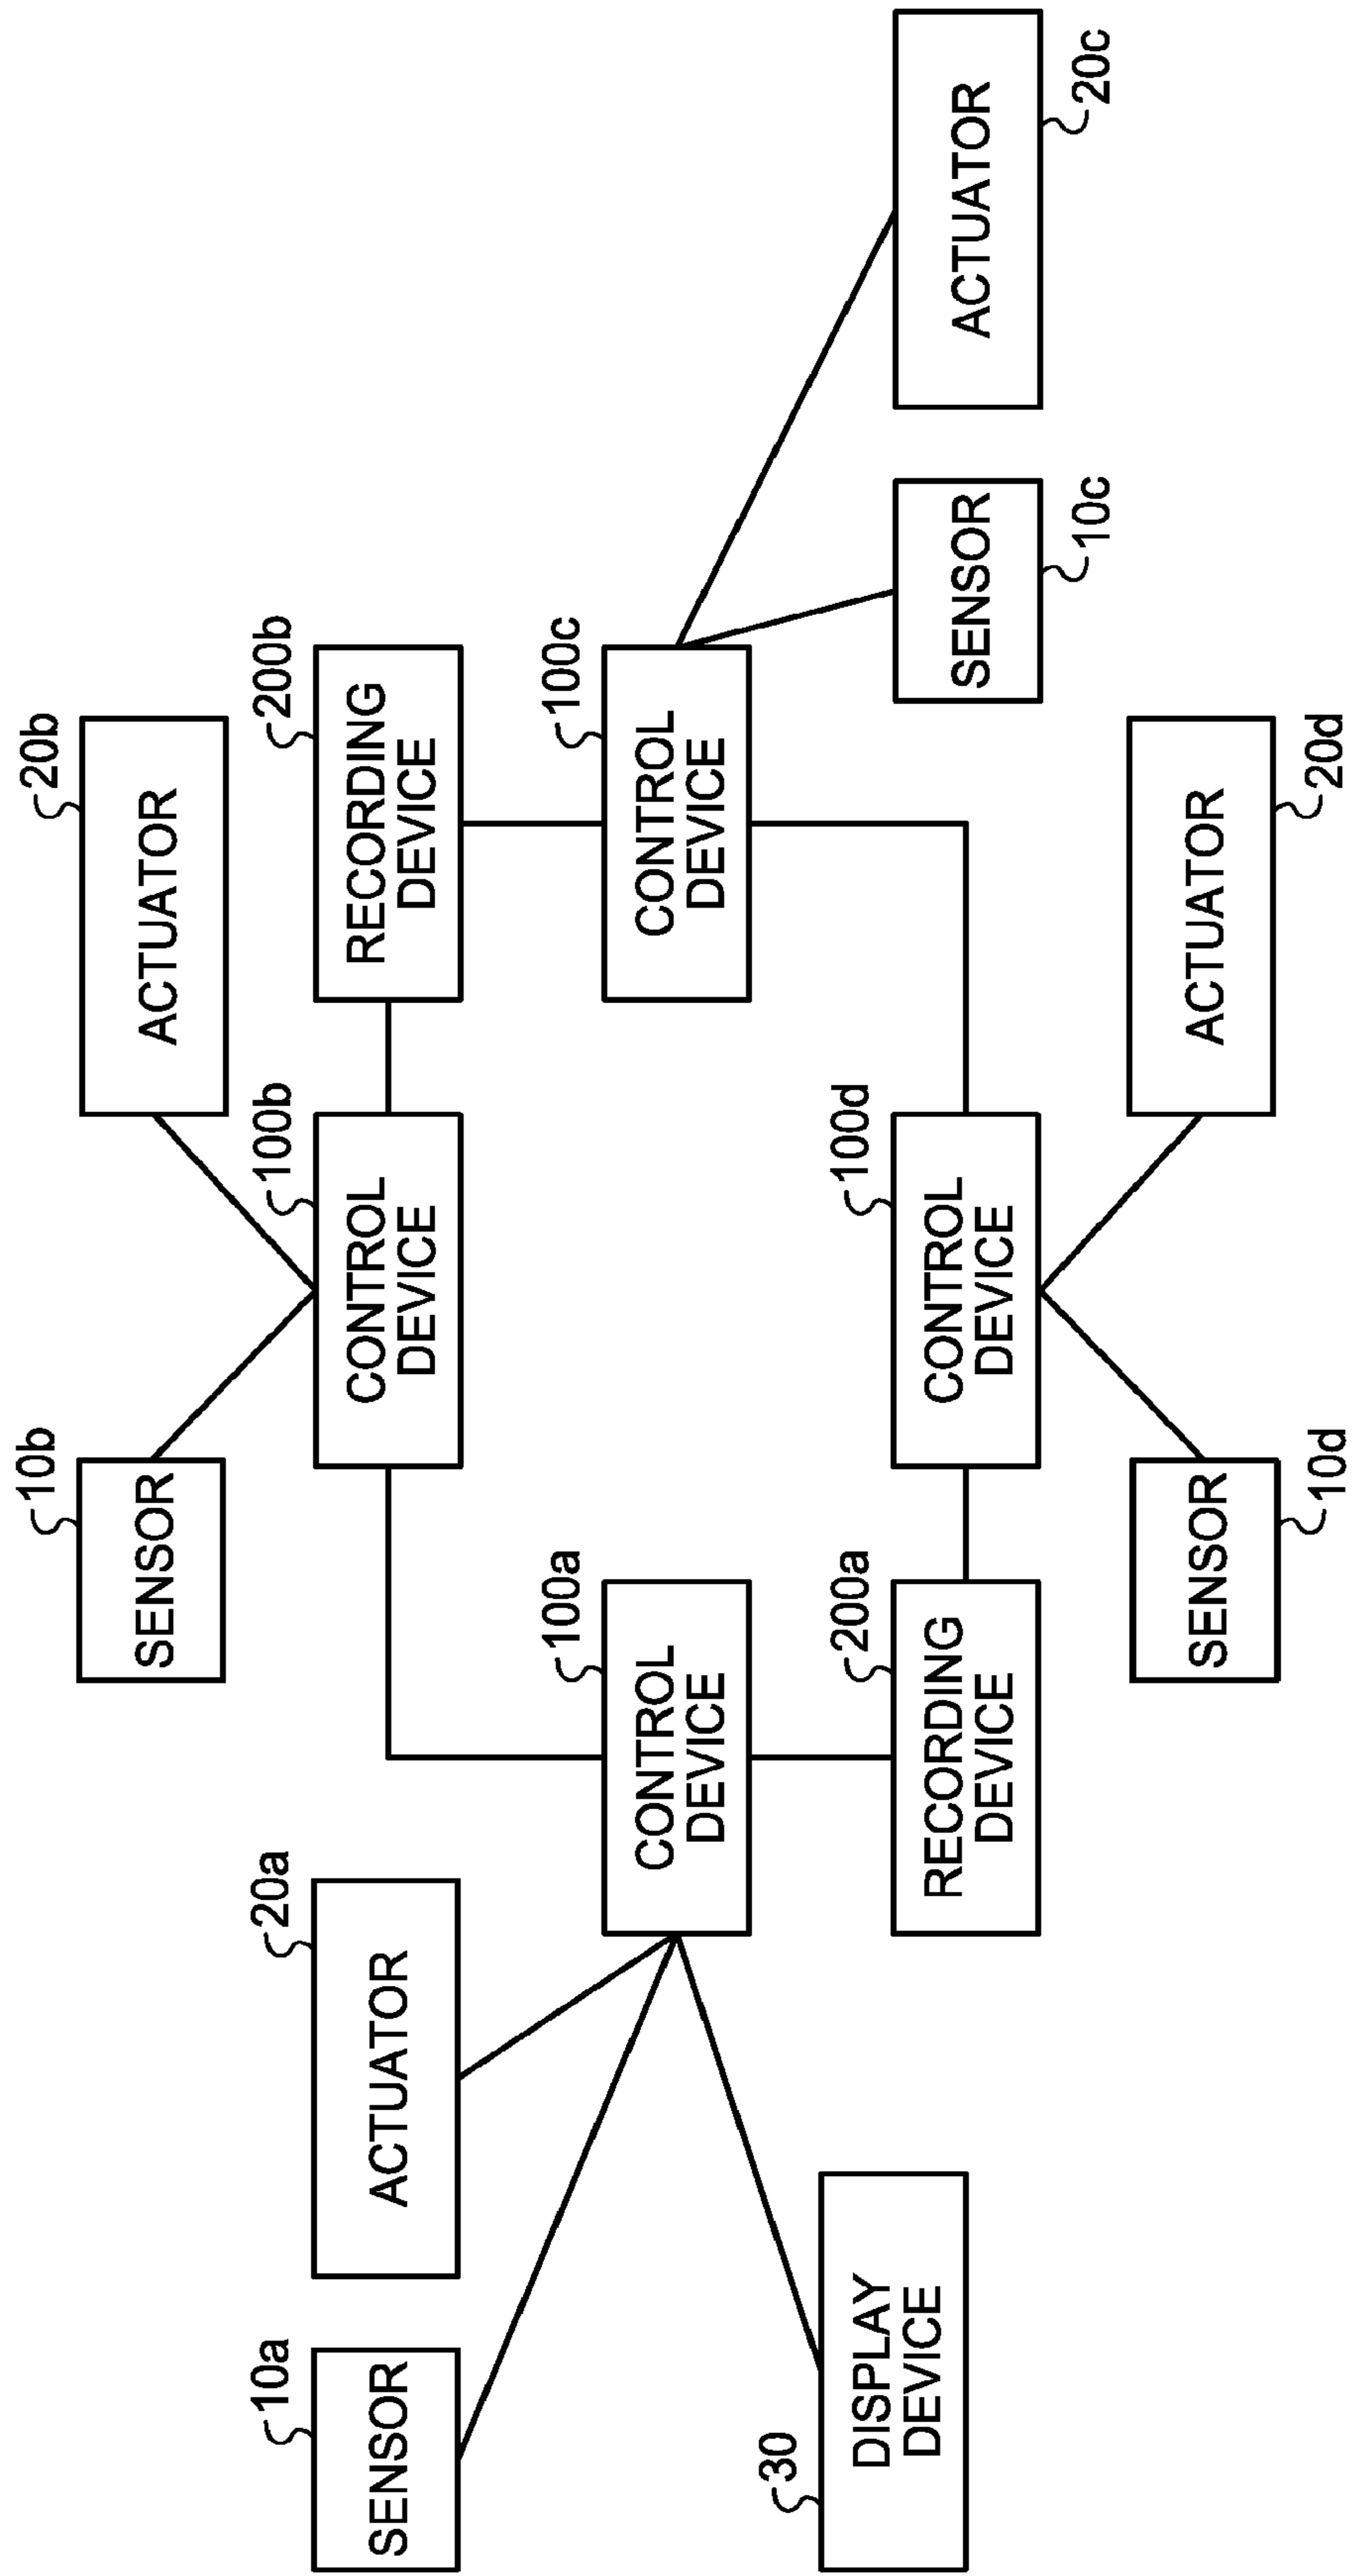 10b
SENSOR
20b
ACTUATOR
10a
SENSOR
20a
ACTUATOR
100b
CONTROL
DEVICE
200b
RECORDING
DEVICE
100a
CONTROL
DEVICE
100c
CONTROL
DEVICE
30
DISPLAY
DEVICE
200a
RECORDING
DEVICE
100d
CONTROL
DEVICE
SENSOR
10c
ACTUATOR
20c
SENSOR
10d
ACTUATOR
20d